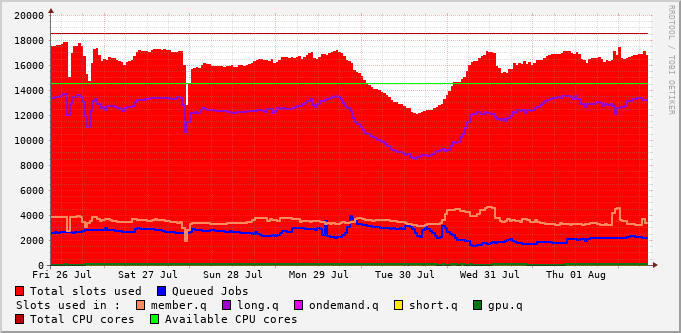 RRDTOOL / TOBI OETIKER
20000
18000
16000
14000
12000
10000
8000
6000
4000
2000
0
Fri 26 Jul Sat 27 Jul Sun 28 Jul Mon 29 Jul Tue 30 Jul Wed 31 Jul Thu 01 Aug
Total slots used Queued Jobs
Slots used in : member.q long.q ondemand.q short.q gpu.q
Total CPU cores Available CPU cores